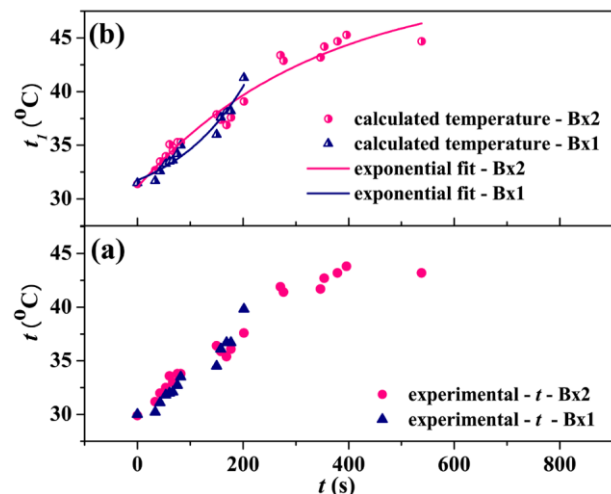 (b)
45
40
35
30
t₁ (⁰C)
calculated temperature - Bx2
calculated temperature - Bx1
exponential fit - Bx2
exponential fit - Bx1
(a)
45
40
35
30
t (⁰C)
experimental - t - Bx2
experimental - t - Bx1
0 200 400 600 800
t (s)